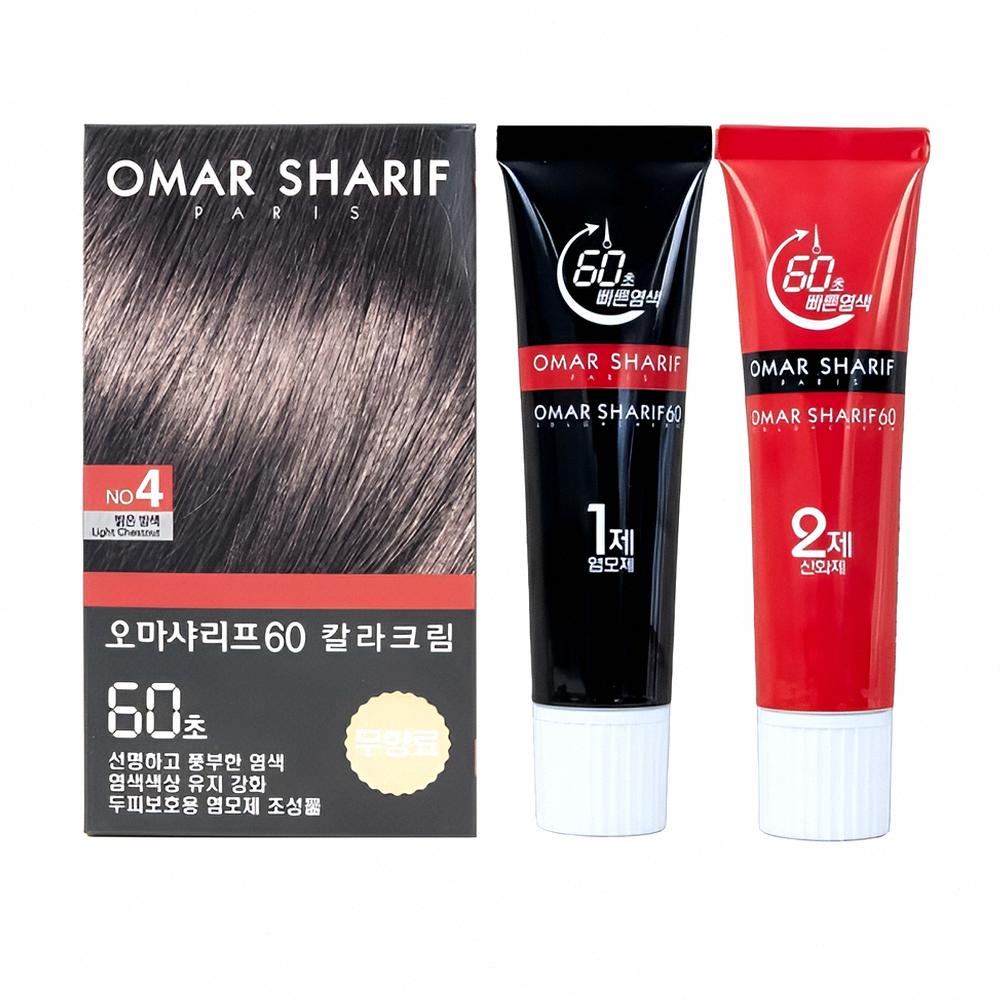 OMAR SHARIF
PARIS
NO4
밝은 밤색
Light Chestnut
오마샤리프60 칼라크림
60초
선명하고 풍부한 염색
염색색상 유지 강화
두피보호용 염모제 조성
무향료
60초
빠른염색
OMAR SHARIF
PARIS
OMAR SHARIF60
1제
염모제
60초
빠른염색
OMAR SHARIF
PARIS
OMAR SHARIF60
2제